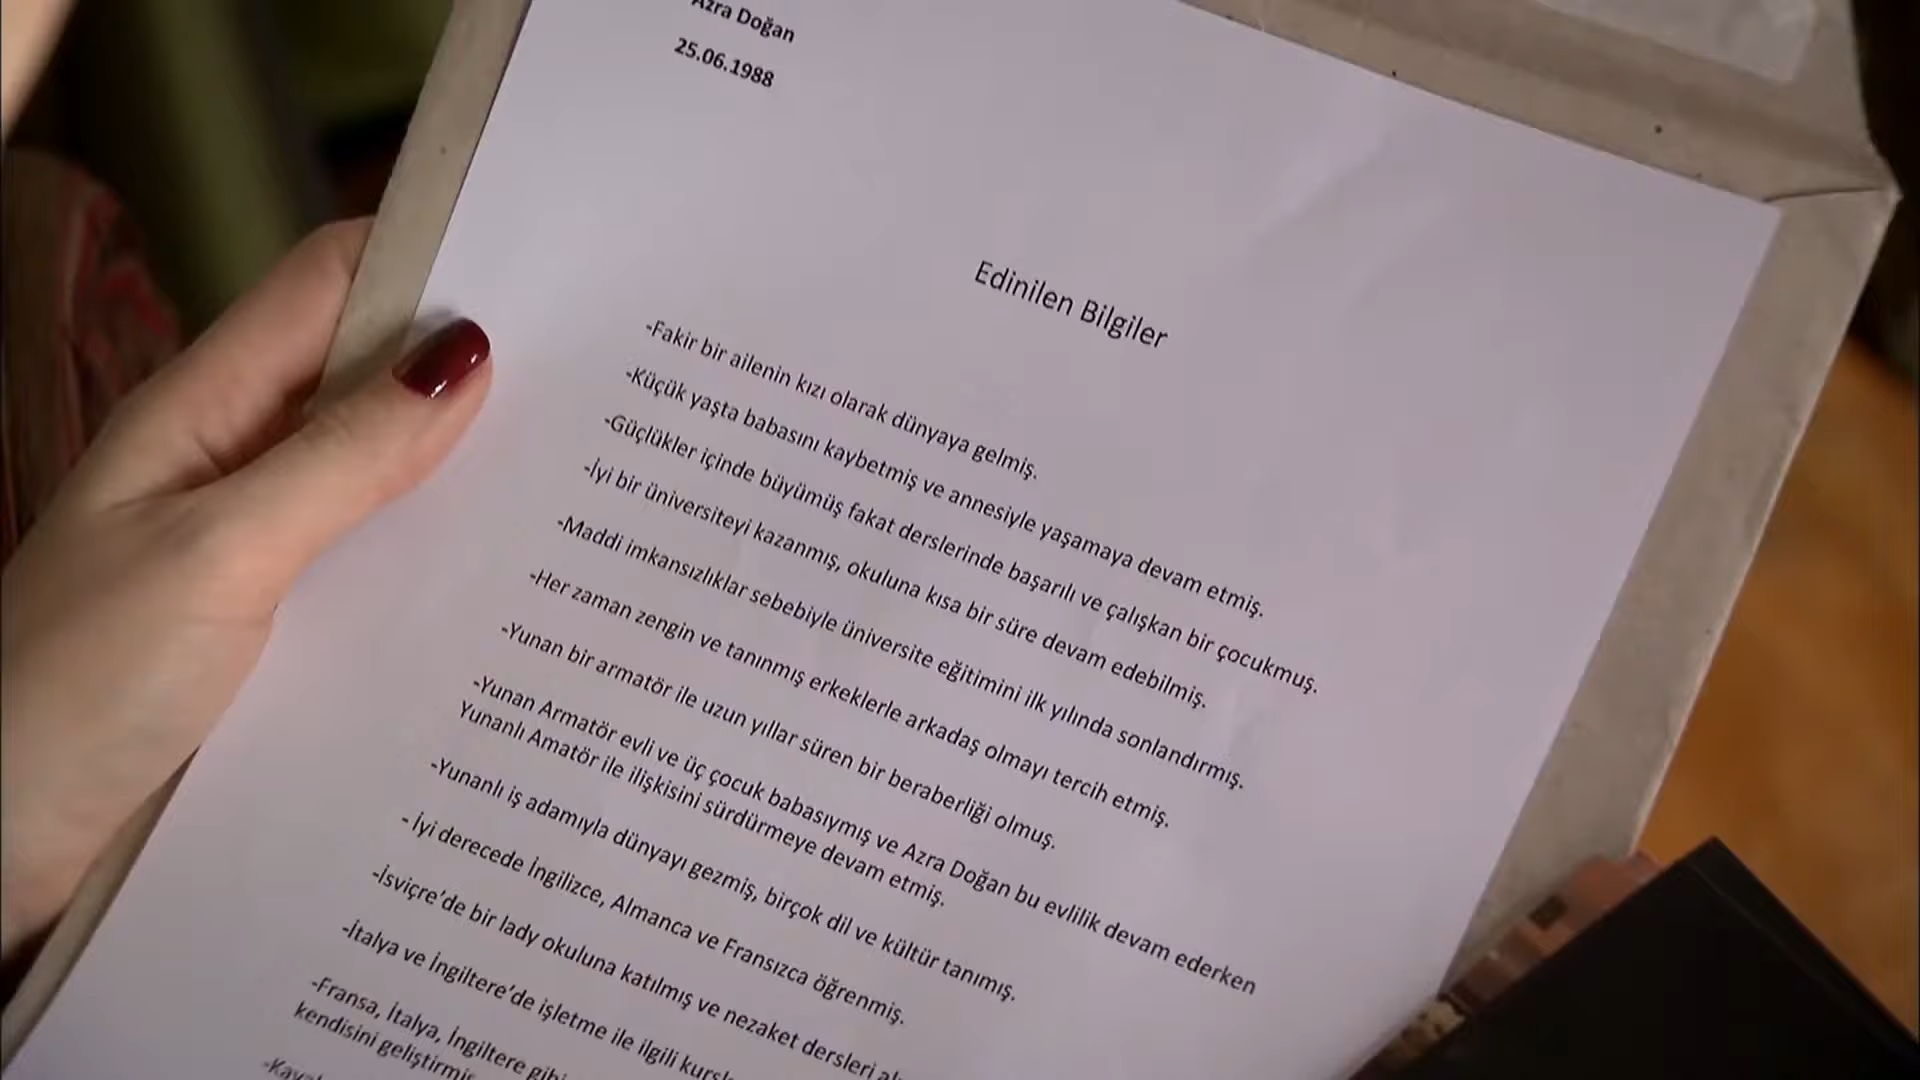 Azra Doğan
25.06.1988
Edinilen Bilgiler
-Fakir bir ailenin kızı olarak dünyaya gelmiş.
-Küçük yaşta babasını kaybetmiş ve annesiyle yaşamaya devam etmiş.
-Güçlükler içinde büyümüş fakat derslerinde başarılı ve çalışkan bir çocukmuş.
-İyi bir üniversiteyi kazanmış, okuluna kısa bir süre devam edebilmiş.
-Maddi imkansızlıklar sebebiyle üniversite eğitimini ilk yılında sonlandırmış.
-Her zaman zengin ve tanınmış erkeklerle arkadaş olmayı tercih etmiş.
-Yunan bir armatör ile uzun yıllar süren bir beraberliği olmuş.
-Yunan Armatör evli ve üç çocuk babasıymış ve Azra Doğan bu evlilik devam ederken
Yunanlı Amatör ile ilişkisini sürdürmeye devam etmiş.
-Yunanlı iş adamıyla dünyayı gezmiş, birçok dil ve kültür tanımış.
- İyi derecede İngilizce, Almanca ve Fransızca öğrenmiş.
-İsviçre'de bir lady okuluna katılmış ve nezaket dersleri
-İtalya ve İngiltere'de işletme ile ilgili
-Fransa, İtalya, İngiltere gibi
kendisini geliştirmiş